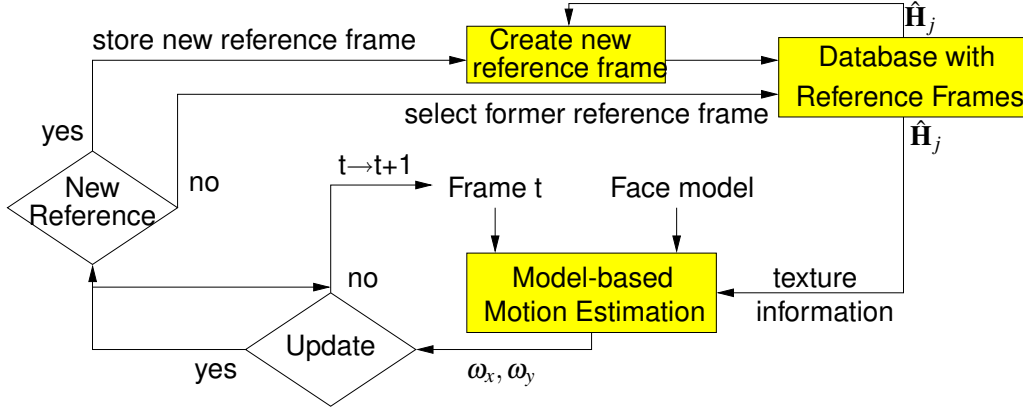 Ĥ_j
store new reference frame
Create new
reference frame
Database with
Reference Frames
select former reference frame
yes
Ĥ_j
t→t+1
New
Reference
no
Frame t
Face model
no
Model-based
Motion Estimation
texture
information
Update
yes
ω_x, ω_y